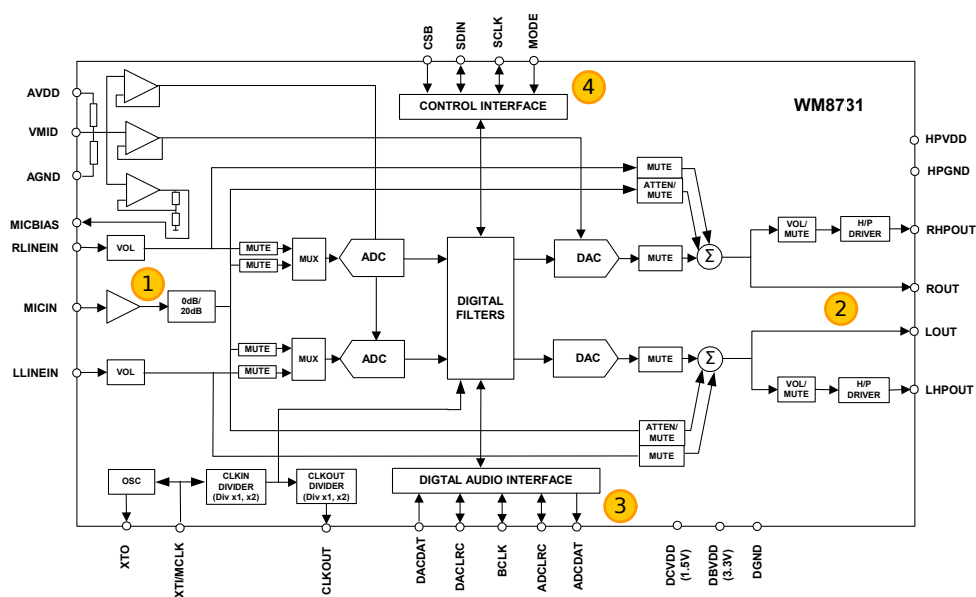 CSB
SDIN
SCLK
MODE
AVDD
VMID
AGND
MICBIAS
RLINEIN
MICIN
LLINEIN
4
CONTROL INTERFACE
WM8731
HPVDD
HPGND
MUTE
ATTEN/
MUTE
VOL
MUTE
MUTE
MUX
ADC
DIGITAL
FILTERS
DAC
MUTE
Σ
VOL/
MUTE
H/P
DRIVER
RHPOUT
ROUT
1
0dB/
20dB
2
LOUT
VOL
MUTE
MUTE
MUX
ADC
DAC
MUTE
Σ
VOL/
MUTE
H/P
DRIVER
LHPOUT
ATTEN/
MUTE
MUTE
OSC
CLKIN
DIVIDER
(Div x1, x2)
CLKOUT
DIVIDER
(Div x1, x2)
DIGTAL AUDIO INTERFACE
3
XTO
XTI/MCLK
CLKOUT
DACDAT
DACLRC
BCLK
ADCLRC
ADCDAT
DCVDD
(1.5V)
DBVDD
(3.3V)
DGND